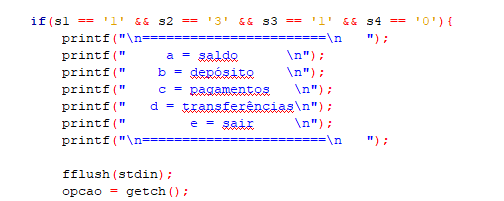 if(s1 == '1' && s2 == '3' && s3 == '1' && s4 == '0'){
    printf("\n=======================\n   ");
    printf("     a = saldo      \n");
    printf("    b = depósito    \n");
    printf("    c = pagamentos   \n");
    printf("   d = transferências\n");
    printf("        e = sair     \n");
    printf("\n=======================\n   ");

    fflush(stdin);
    opcao = getch();